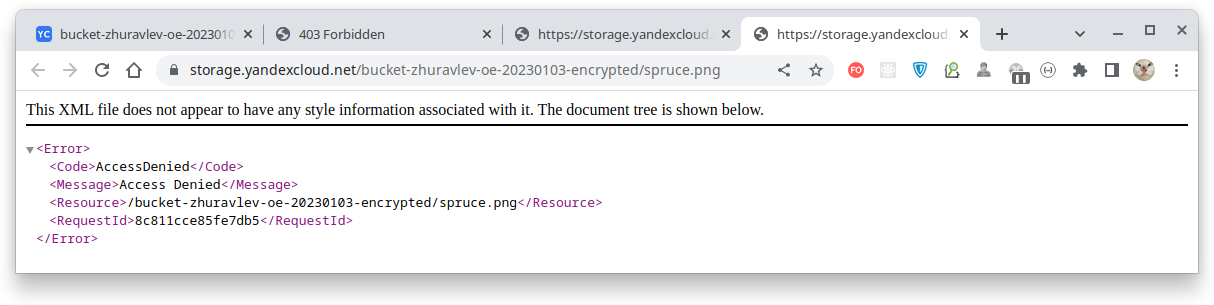 YC bucket-zhuravlev-oe-2023010
403 Forbidden
https://storage.yandexcloud.
https://storage.yandexcloud.
storage.yandexcloud.net/bucket-zhuravlev-oe-20230103-encrypted/spruce.png
FO
This XML file does not appear to have any style information associated with it. The document tree is shown below.
<Error>
<Code>AccessDenied</Code>
<Message>Access Denied</Message>
<Resource>/bucket-zhuravlev-oe-20230103-encrypted/spruce.png</Resource>
<RequestId>8c811cce85fe7db5</RequestId>
</Error>